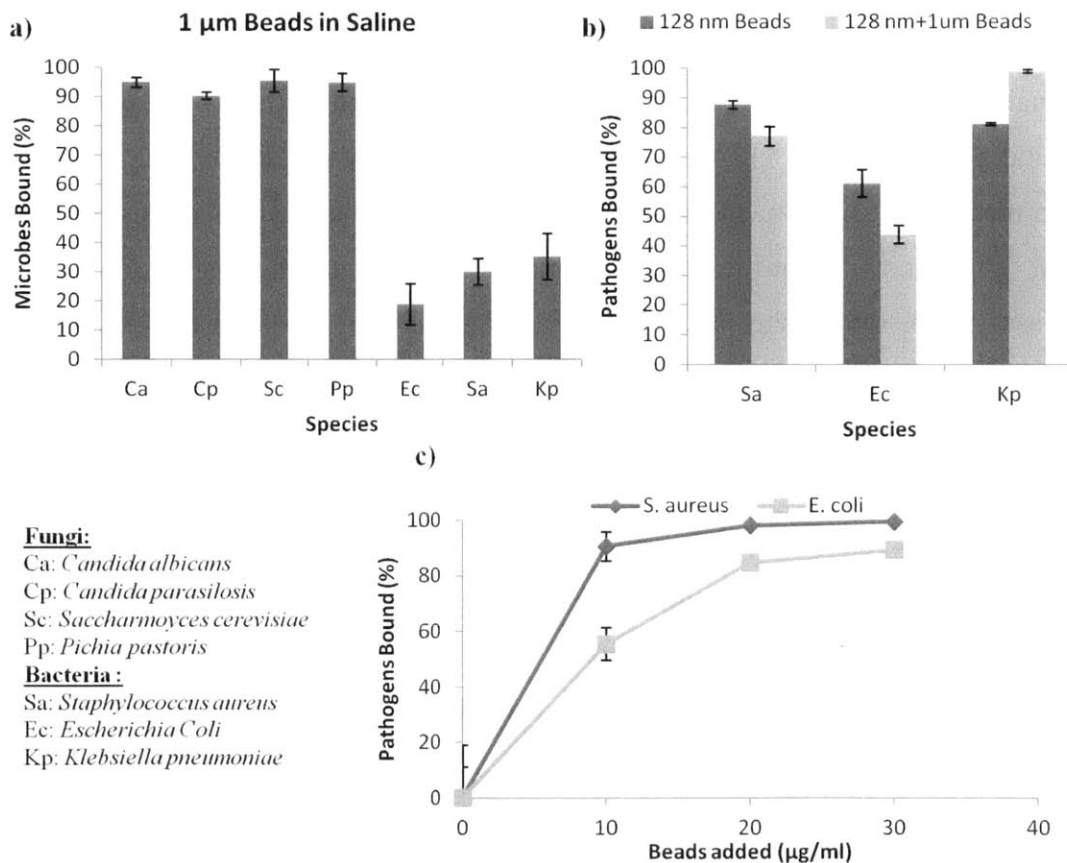 a)
1 µm Beads in Saline
Microbes Bound (%)
100
90
80
70
60
50
40
30
20
10
0
Ca Cp Sc Pp Ec Sa Kp
Species
b)
128 nm Beads 128 nm+1um Beads
Pathogens Bound (%)
100
90
80
70
60
50
40
30
20
10
0
Sa Ec Kp
Species
Fungi:
Ca: Candida albicans
Cp: Candida parasilosis
Sc: Saccharmoyces cerevisiae
Pp: Pichia pastoris
Bacteria :
Sa: Staphylococcus aureus
Ec: Escherichia Coli
Kp: Klebsiella pneumoniae
c)
S. aureus E. coli
Pathogens Bound (%)
100
80
60
40
20
0
0 10 20 30 40
Beads added (µg/ml)